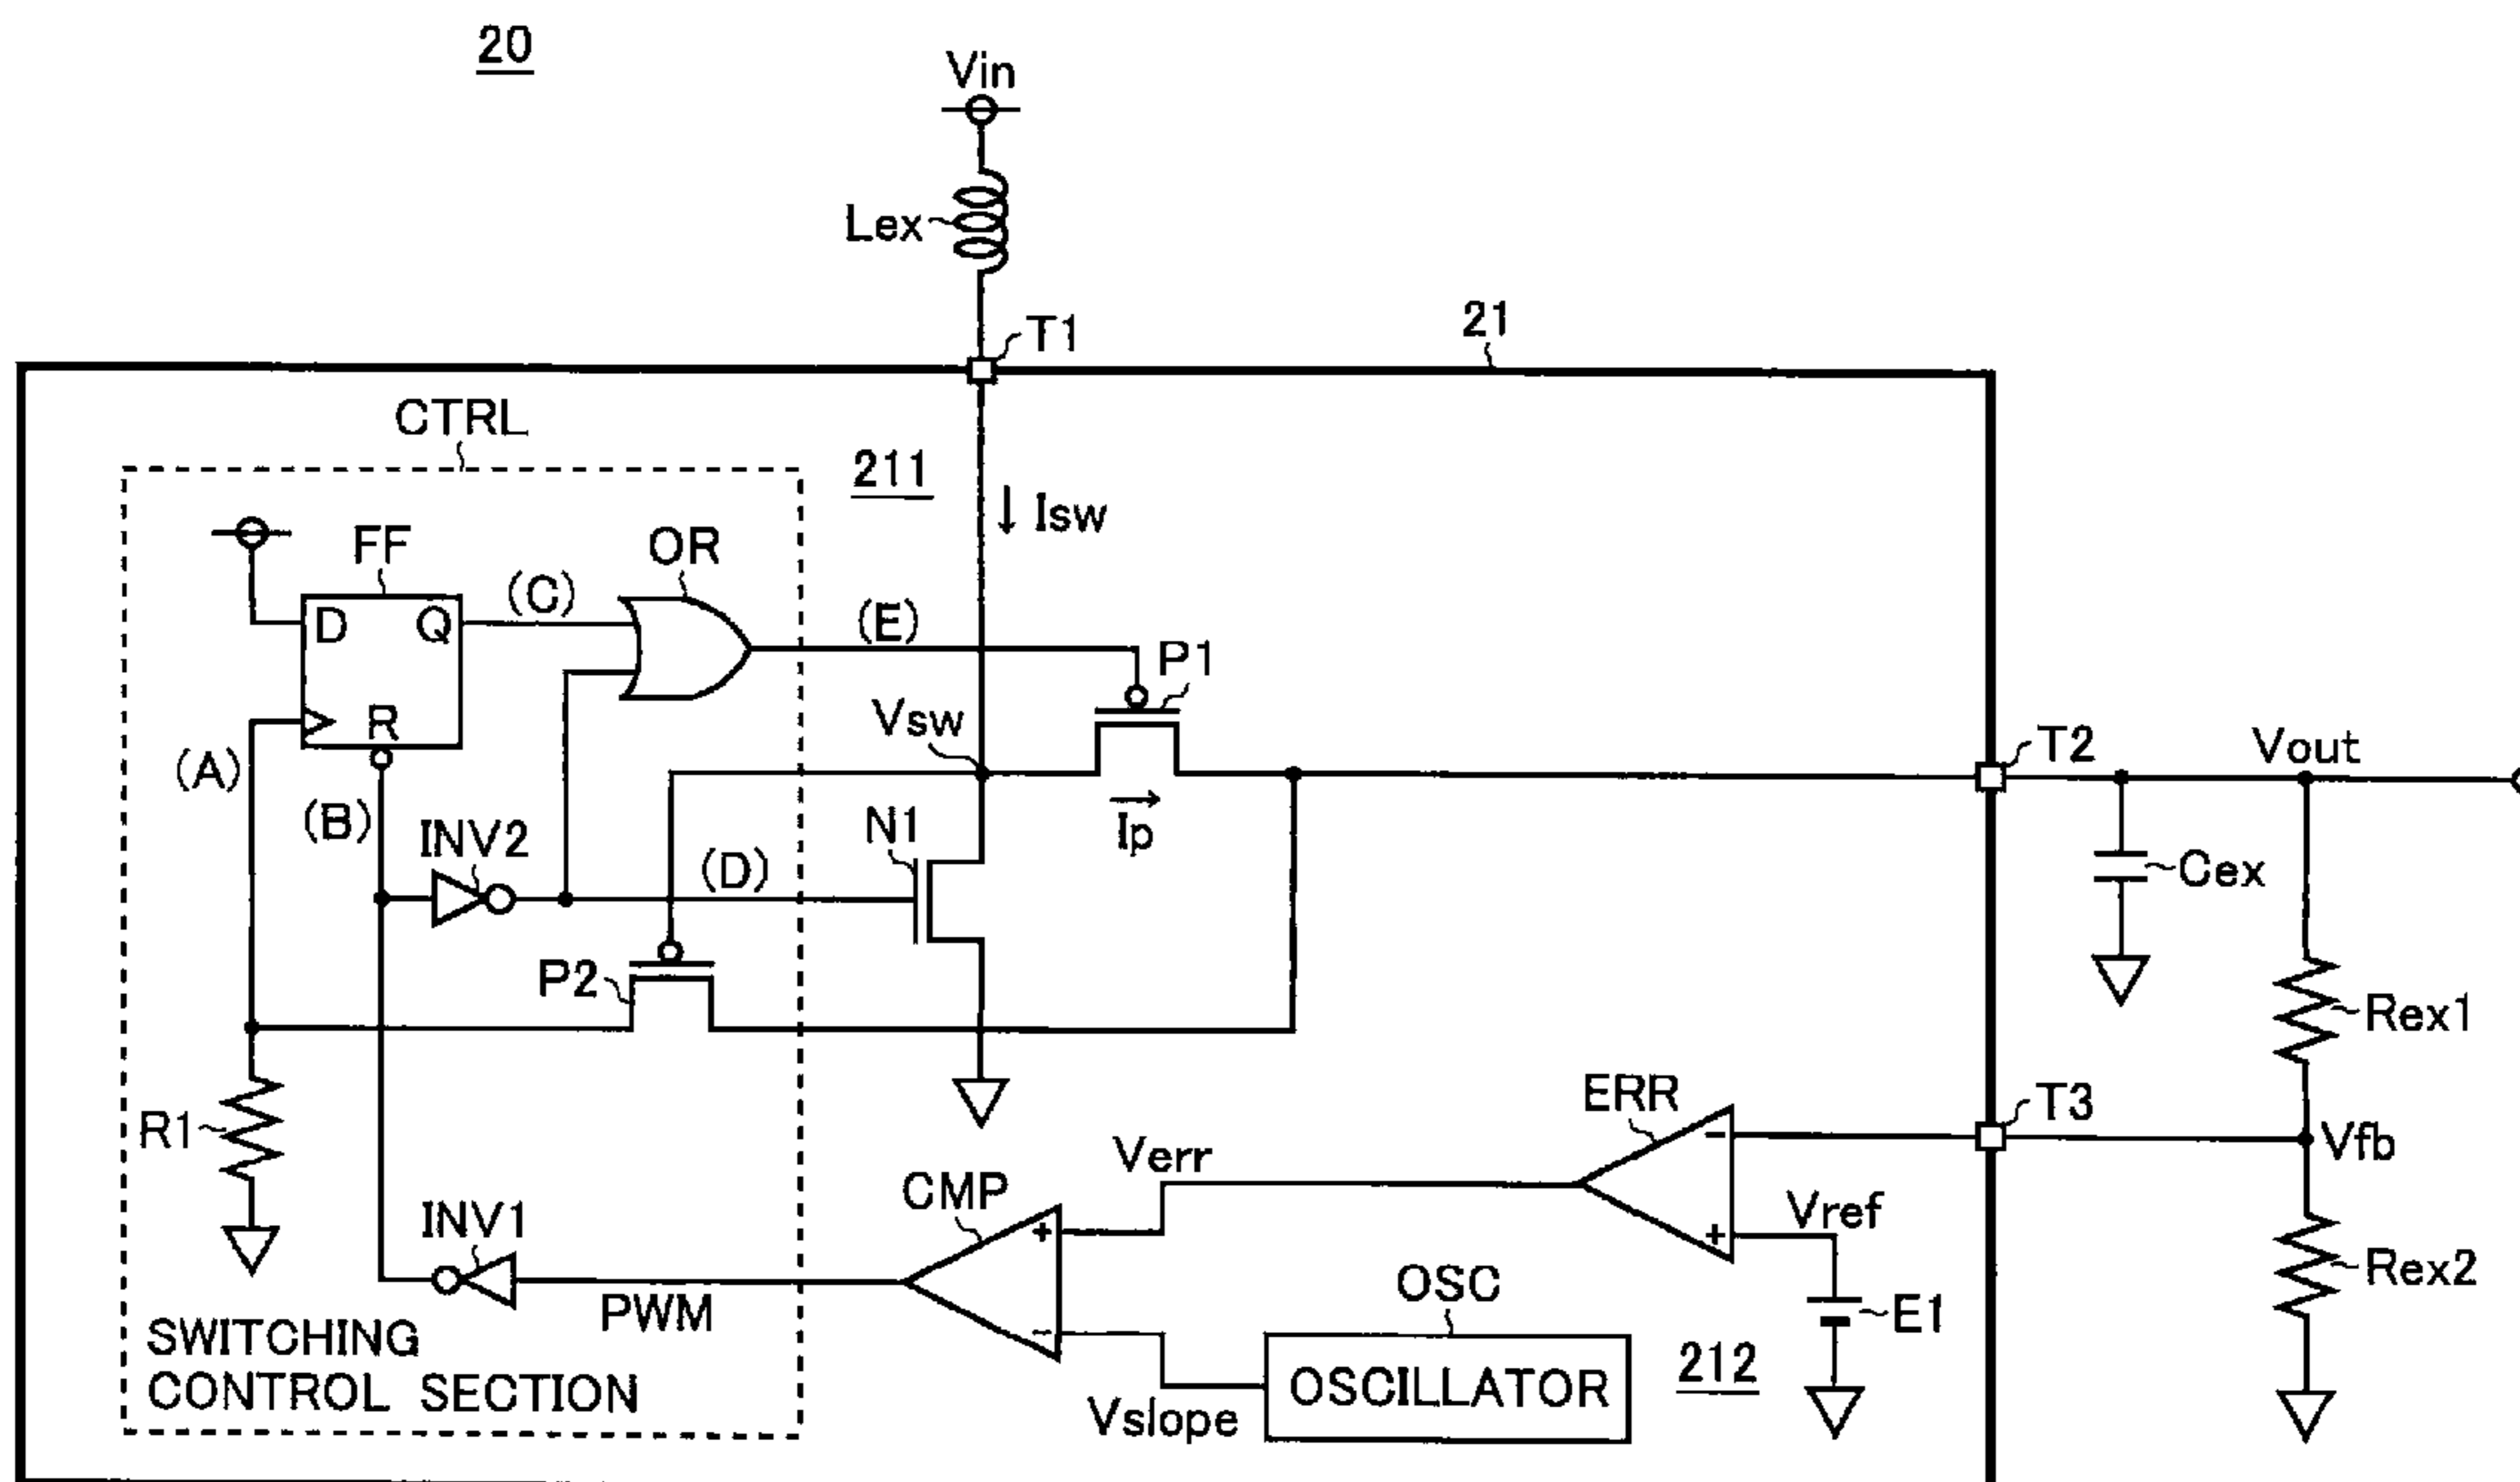 20
Vin
Lex
T1
21
CTRL
211
Isw
FF
OR
(C)
D
Q
(E)
P1
R
Vsw
T2
Vout
(A)
(B)
INV2
N1
Ip
(D)
Cex
P2
Rex1
ERR
T3
R1
Verr
-
Vfb
CMP
INV1
+
Vref
+
OSC
Rex2
PWM
E1
-
SWITCHING
CONTROL SECTION
OSCILLATOR
212
Vslope